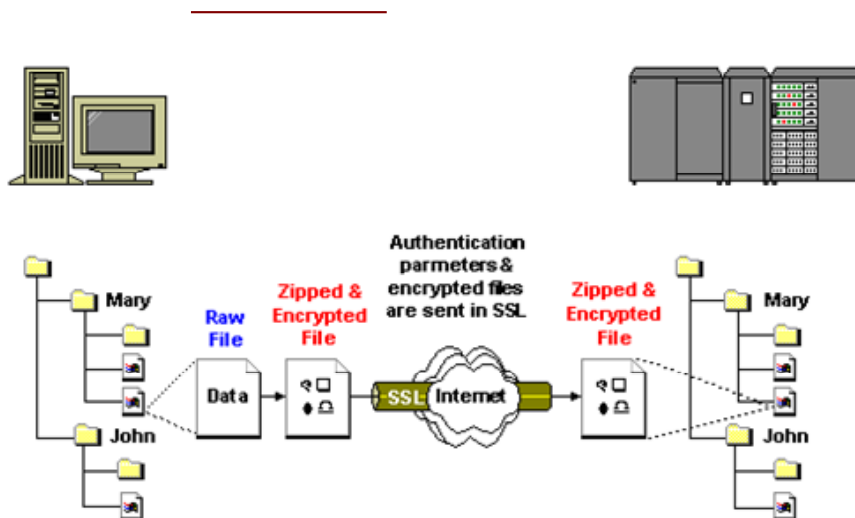 Authentication
parmeters &
encrypted files
are sent in SSL
Mary
Raw
File
Zipped &
Encrypted
File
Zipped &
Encrypted
File
Mary
Data
SSL
Internet
John
John